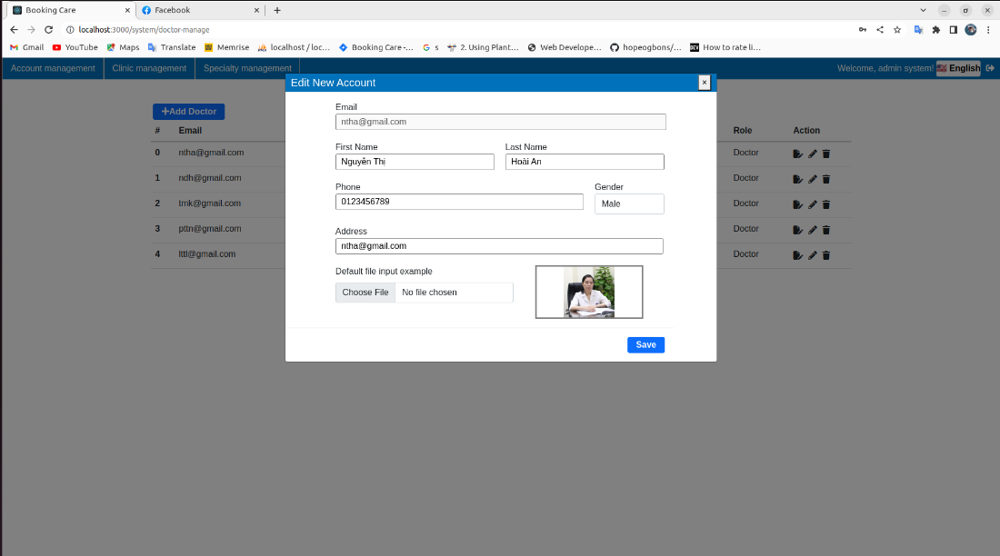 Booking Care
Facebook
localhost:3000/system/doctor-manage
Gmail YouTube Maps Translate Memrise localhost / loc... Booking Care -... s 2. Using Plant... Web Develope... hopeogbons/... How to rate li...
Account management Clinic management Specialty management Welcome, admin system! English
Edit New Account
Email
ntha@gmail.com
First Name Last Name
Nguyễn Thị Hoài An
Phone Gender
0123456789 Male
Address
ntha@gmail.com
Default file input example
Choose File No file chosen
Save
Add Doctor
# Email Role Action
0 ntha@gmail.com Doctor
1 ndh@gmail.com Doctor
2 tmk@gmail.com Doctor
3 pttn@gmail.com Doctor
4 lttl@gmail.com Doctor